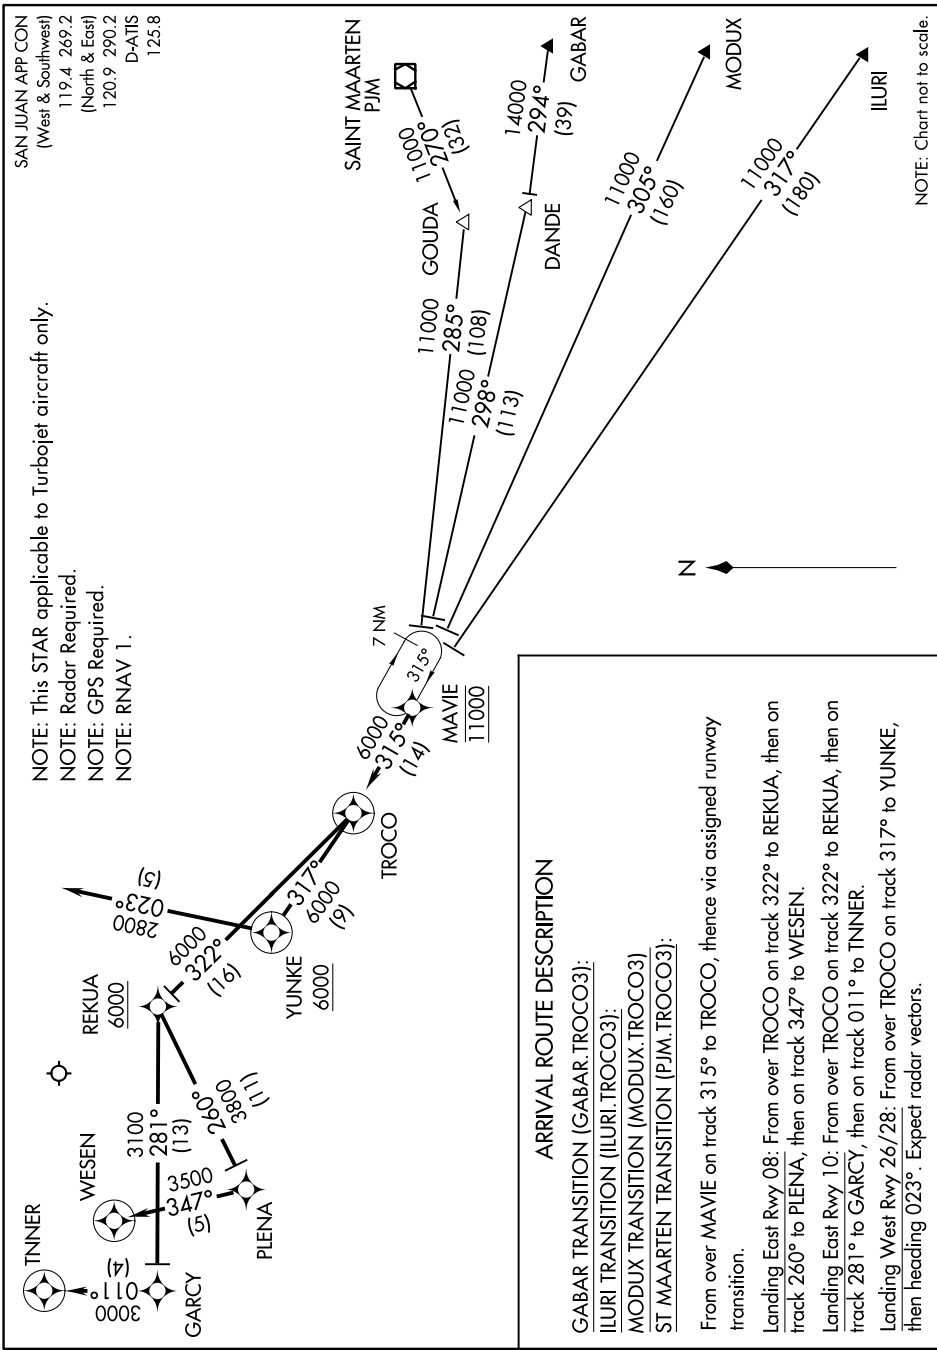 SAN JUAN APP CON
(West & Southwest)
119.4 269.2
(North & East)
120.9 290.2
D-ATIS
125.8
NOTE: This STAR applicable to Turbojet aircraft only.
NOTE: Radar Required.
NOTE: GPS Required.
NOTE: RNAV 1.
SAINT MAARTEN
PJM
11000
270°
(32)
GOUDA
11000
285°
(108)
GABAR
14000
294°
(39)
DANDE
11000
298°
(113)
MODUX
11000
305°
(160)
ILURI
11000
317°
(180)
NOTE: Chart not to scale.
N
7 NM
315°
MAVIE
11000
6000
315°
(14)
TROCO
317°
6000
(9)
YUNKE
6000
2800
023°
(5)
6000
322°
(16)
REKUA
6000
260°
3800
(11)
PLENA
3500
347°
(5)
WESEN
3100
281°
(13)
GARCY
3000
011°
(4)
TNNER
ARRIVAL ROUTE DESCRIPTION
GABAR TRANSITION (GABAR.TROCO3):
ILURI TRANSITION (ILURI.TROCO3):
MODUX TRANSITION (MODUX.TROCO3)
ST MAARTEN TRANSITION (PJM.TROCO3):
From over MAVIE on track 315° to TROCO, thence via assigned runway
transition.
Landing East Rwy 08: From over TROCO on track 322° to REKUA, then on
track 260° to PLENA, then on track 347° to WESEN.
Landing East Rwy 10: From over TROCO on track 322° to REKUA, then on
track 281° to GARCY, then on track 011° to TNNER.
Landing West Rwy 26/28: From over TROCO on track 317° to YUNKE,
then heading 023°. Expect radar vectors.